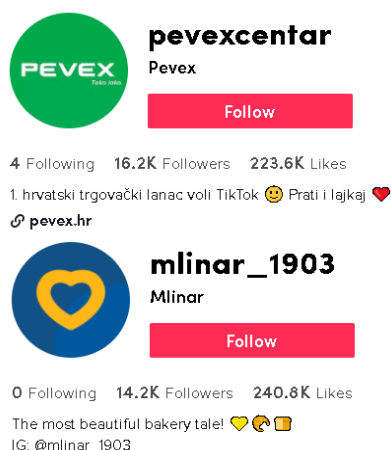 PEVEX
Tako lako.
pevexcentar
Pevex
Follow
4 Following 16.2K Followers 223.6K Likes
1. hrvatski trgovački lanac voli TikTok 🙂 Prati i lajkaj ❤️
pevex.hr
mlinar_1903
Mlinar
Follow
0 Following 14.2K Followers 240.8K Likes
The most beautiful bakery tale! 💛🥐🍞
IG: @mlinar_1903